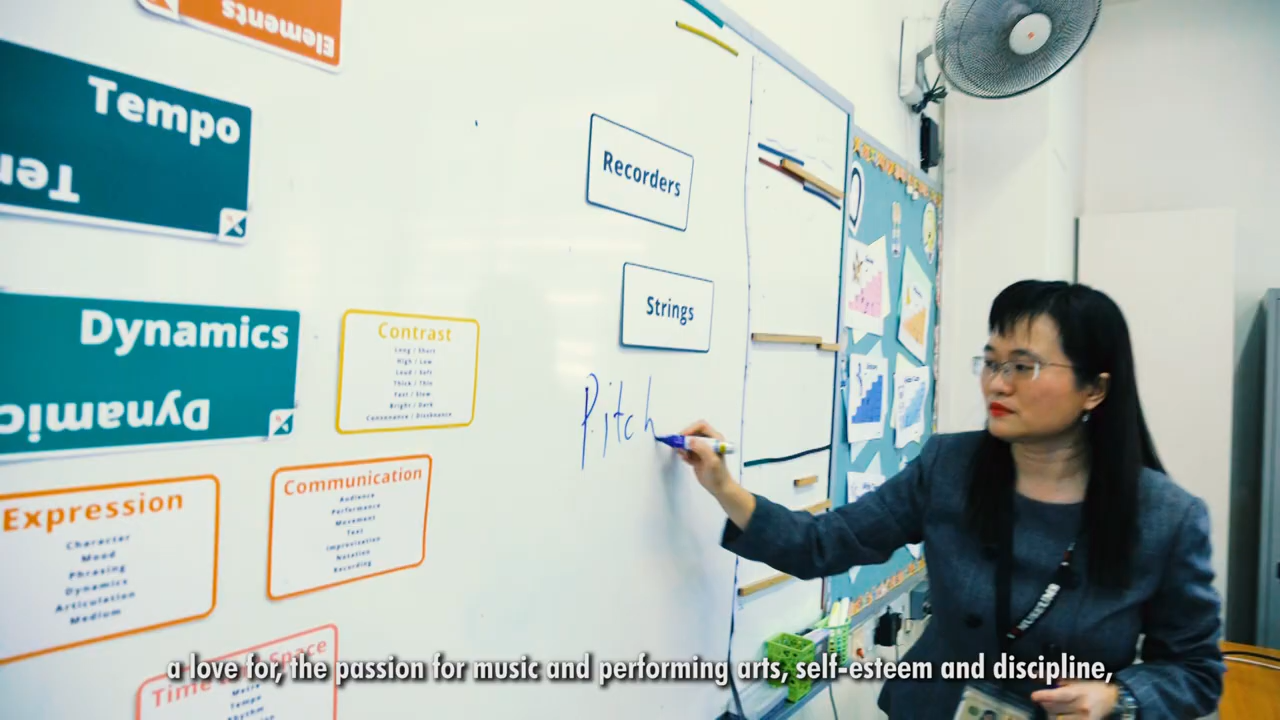 Elements
Tempo
Dynamics
Dynamic
Contrast
Long / Short
High / Low
Loud / Soft
Thick / Thin
Fast / Slow
Bright / Dark
Consonance / Dissonance
Expression
Character
Mood
Phrasing
Dynamics
Articulation
Medium
Communication
Audience
Performance
Movement
Text
Improvisation
Notation
Recording
Space
Metre
Tempo
Recorders
Strings
Pitch
a love for, the passion for music and performing arts, self-esteem and discipline,